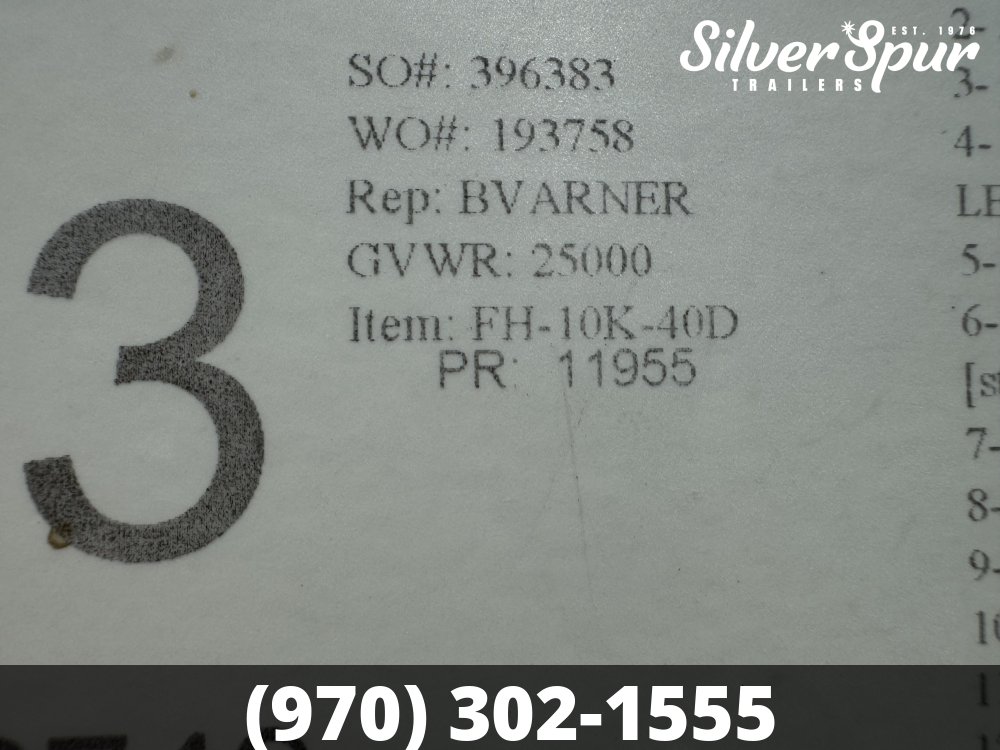 Silver Spur
EST. 1976
TRAILERS
SO#: 396383
WO#: 193758
Rep: BVARNER
GVWR: 25000
Item: FH-10K-40D
PR: 11955
3
2-
3-
4-
5-
6-
7-
8-
9-
(970) 302-1555